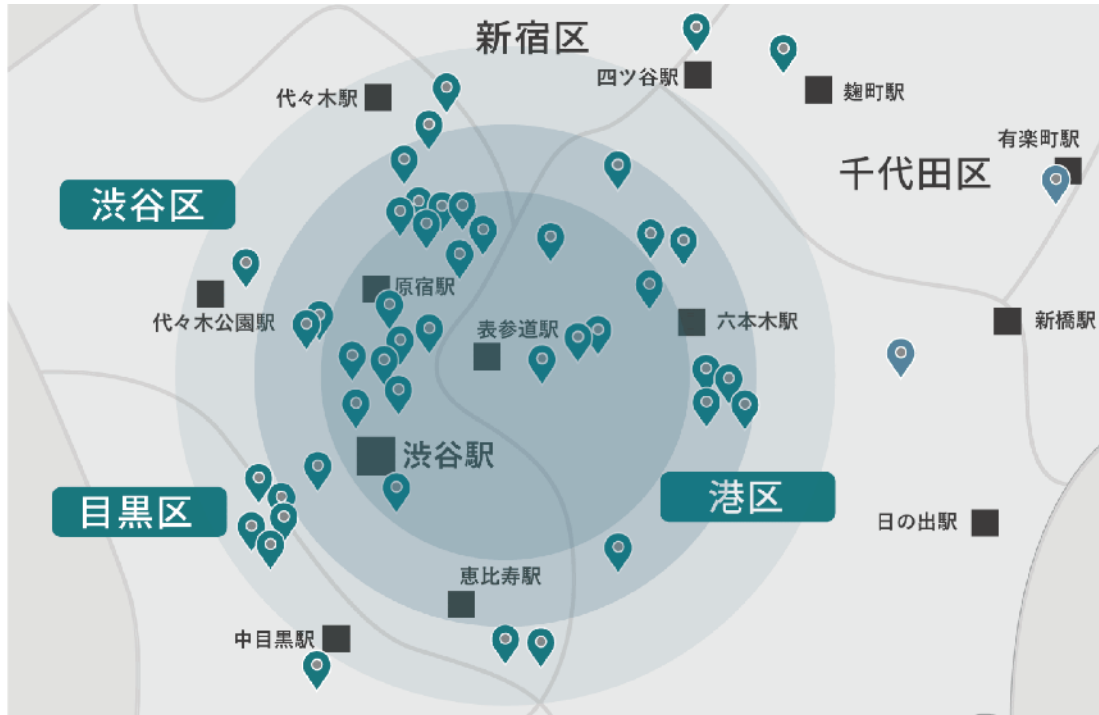 新宿区
四ツ谷駅
代々木駅
麹町駅
有楽町駅
千代田区
渋谷区
原宿駅
代々木公園駅
表参道駅
六本木駅
新橋駅
渋谷駅
目黒区
港区
日の出駅
恵比寿駅
中目黒駅